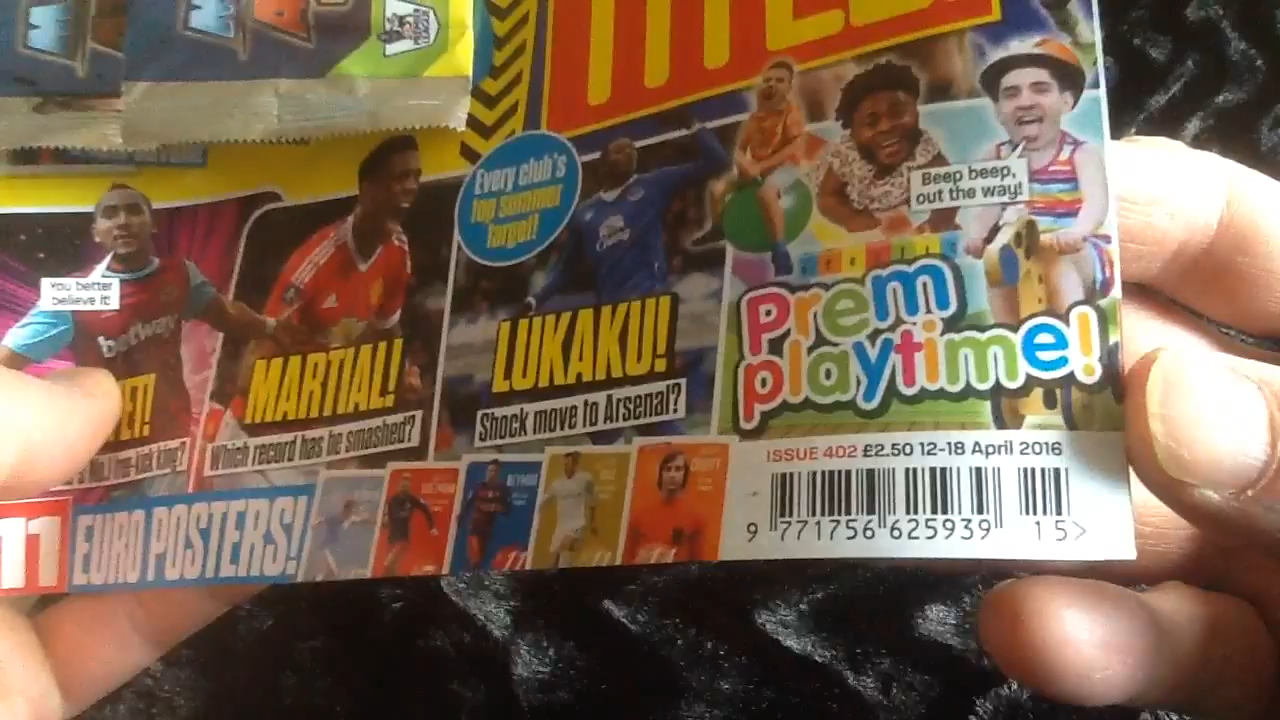 Every club's
top summer
target!
Beep beep,
out the way!
You better
believe it!
betway
MARTIAL!
Which record has he smashed?
LUKAKU!
Shock move to Arsenal?
Prem
playtime!
ISSUE 402 £2.50 12-18 April 2016
9 771756 625939 15>
11 EURO POSTERS!